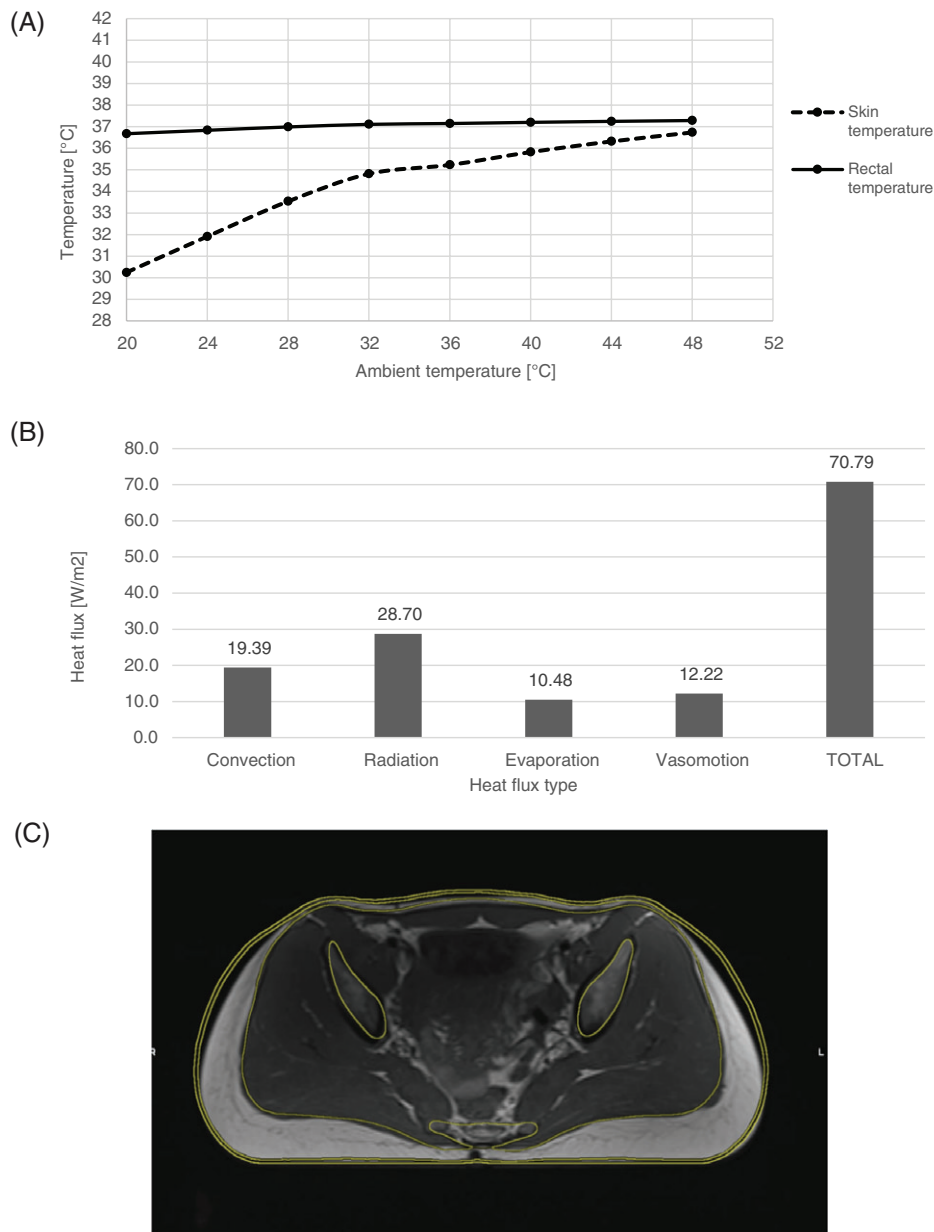 (A)
42
41
40
39
38
37
36
35
34
33
32
31
30
29
28
Temperature [°C]
20 24 28 32 36 40 44 48 52
Ambient temperature [°C]
Skin
temperature
Rectal
temperature
(B)
80.0
70.0
60.0
50.0
40.0
30.0
20.0
10.0
0.0
Heat flux [W/m2]
19.39
28.70
10.48
12.22
70.79
Convection Radiation Evaporation Vasomotion TOTAL
Heat flux type
(C)
R
L